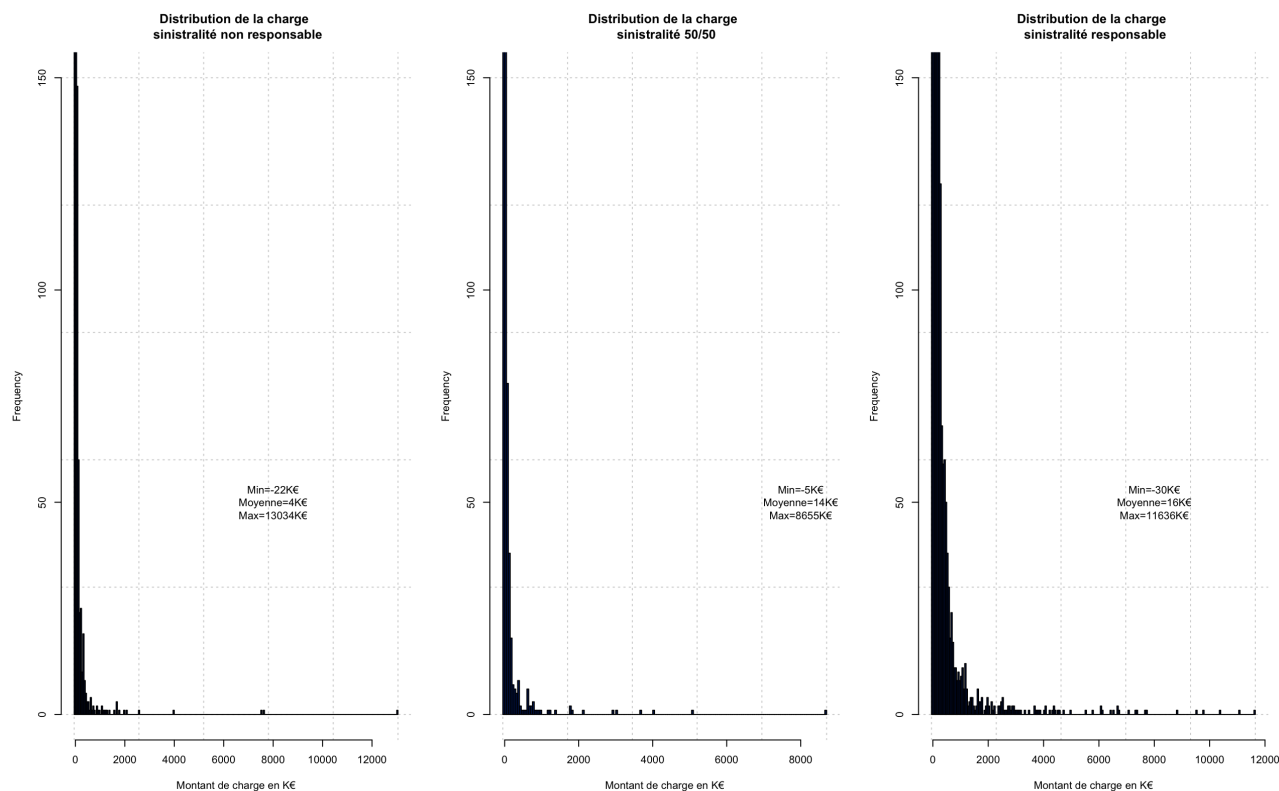 Distribution de la charge
sinistralité non responsable
150
100
50
0
Frequency
Min=-22K€
Moyenne=4K€
Max=13034K€
0 2000 4000 6000 8000 10000 12000
Montant de charge en K€
Distribution de la charge
sinistralité 50/50
150
100
50
0
Frequency
Min=-5K€
Moyenne=14K€
Max=8655K€
0 2000 4000 6000 8000
Montant de charge en K€
Distribution de la charge
sinistralité responsable
150
100
50
0
Frequency
Min=-30K€
Moyenne=16K€
Max=11636K€
0 2000 4000 6000 8000 10000 12000
Montant de charge en K€